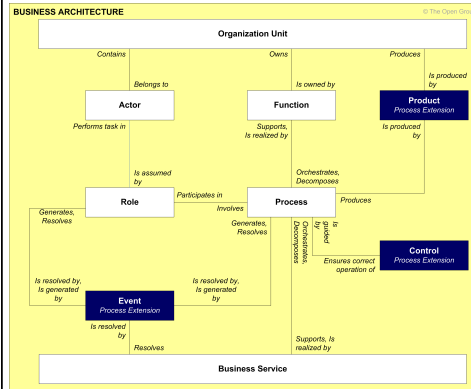 BUSINESS ARCHITECTURE
© The Open Grou
Organization Unit
Contains
Owns
Produces
Belongs to
Is owned by
Is produced
by
Actor
Function
Product
Process Extension
Performs task in
Supports,
Is realized by
Is produced
by
Is assumed
by
Orchestrates,
Decomposes
Role
Participates in
Involves
Process
Produces
Generates,
Resolves
Generates,
Resolves
Orchestrates,
Decomposes
Is
guided
by
Control
Process Extension
Ensures correct
operation of
Is resolved by,
Is generated
by
Is resolved by,
Is generated
by
Event
Process Extension
Is resolved
by
Resolves
Supports, Is
realized by
Business Service